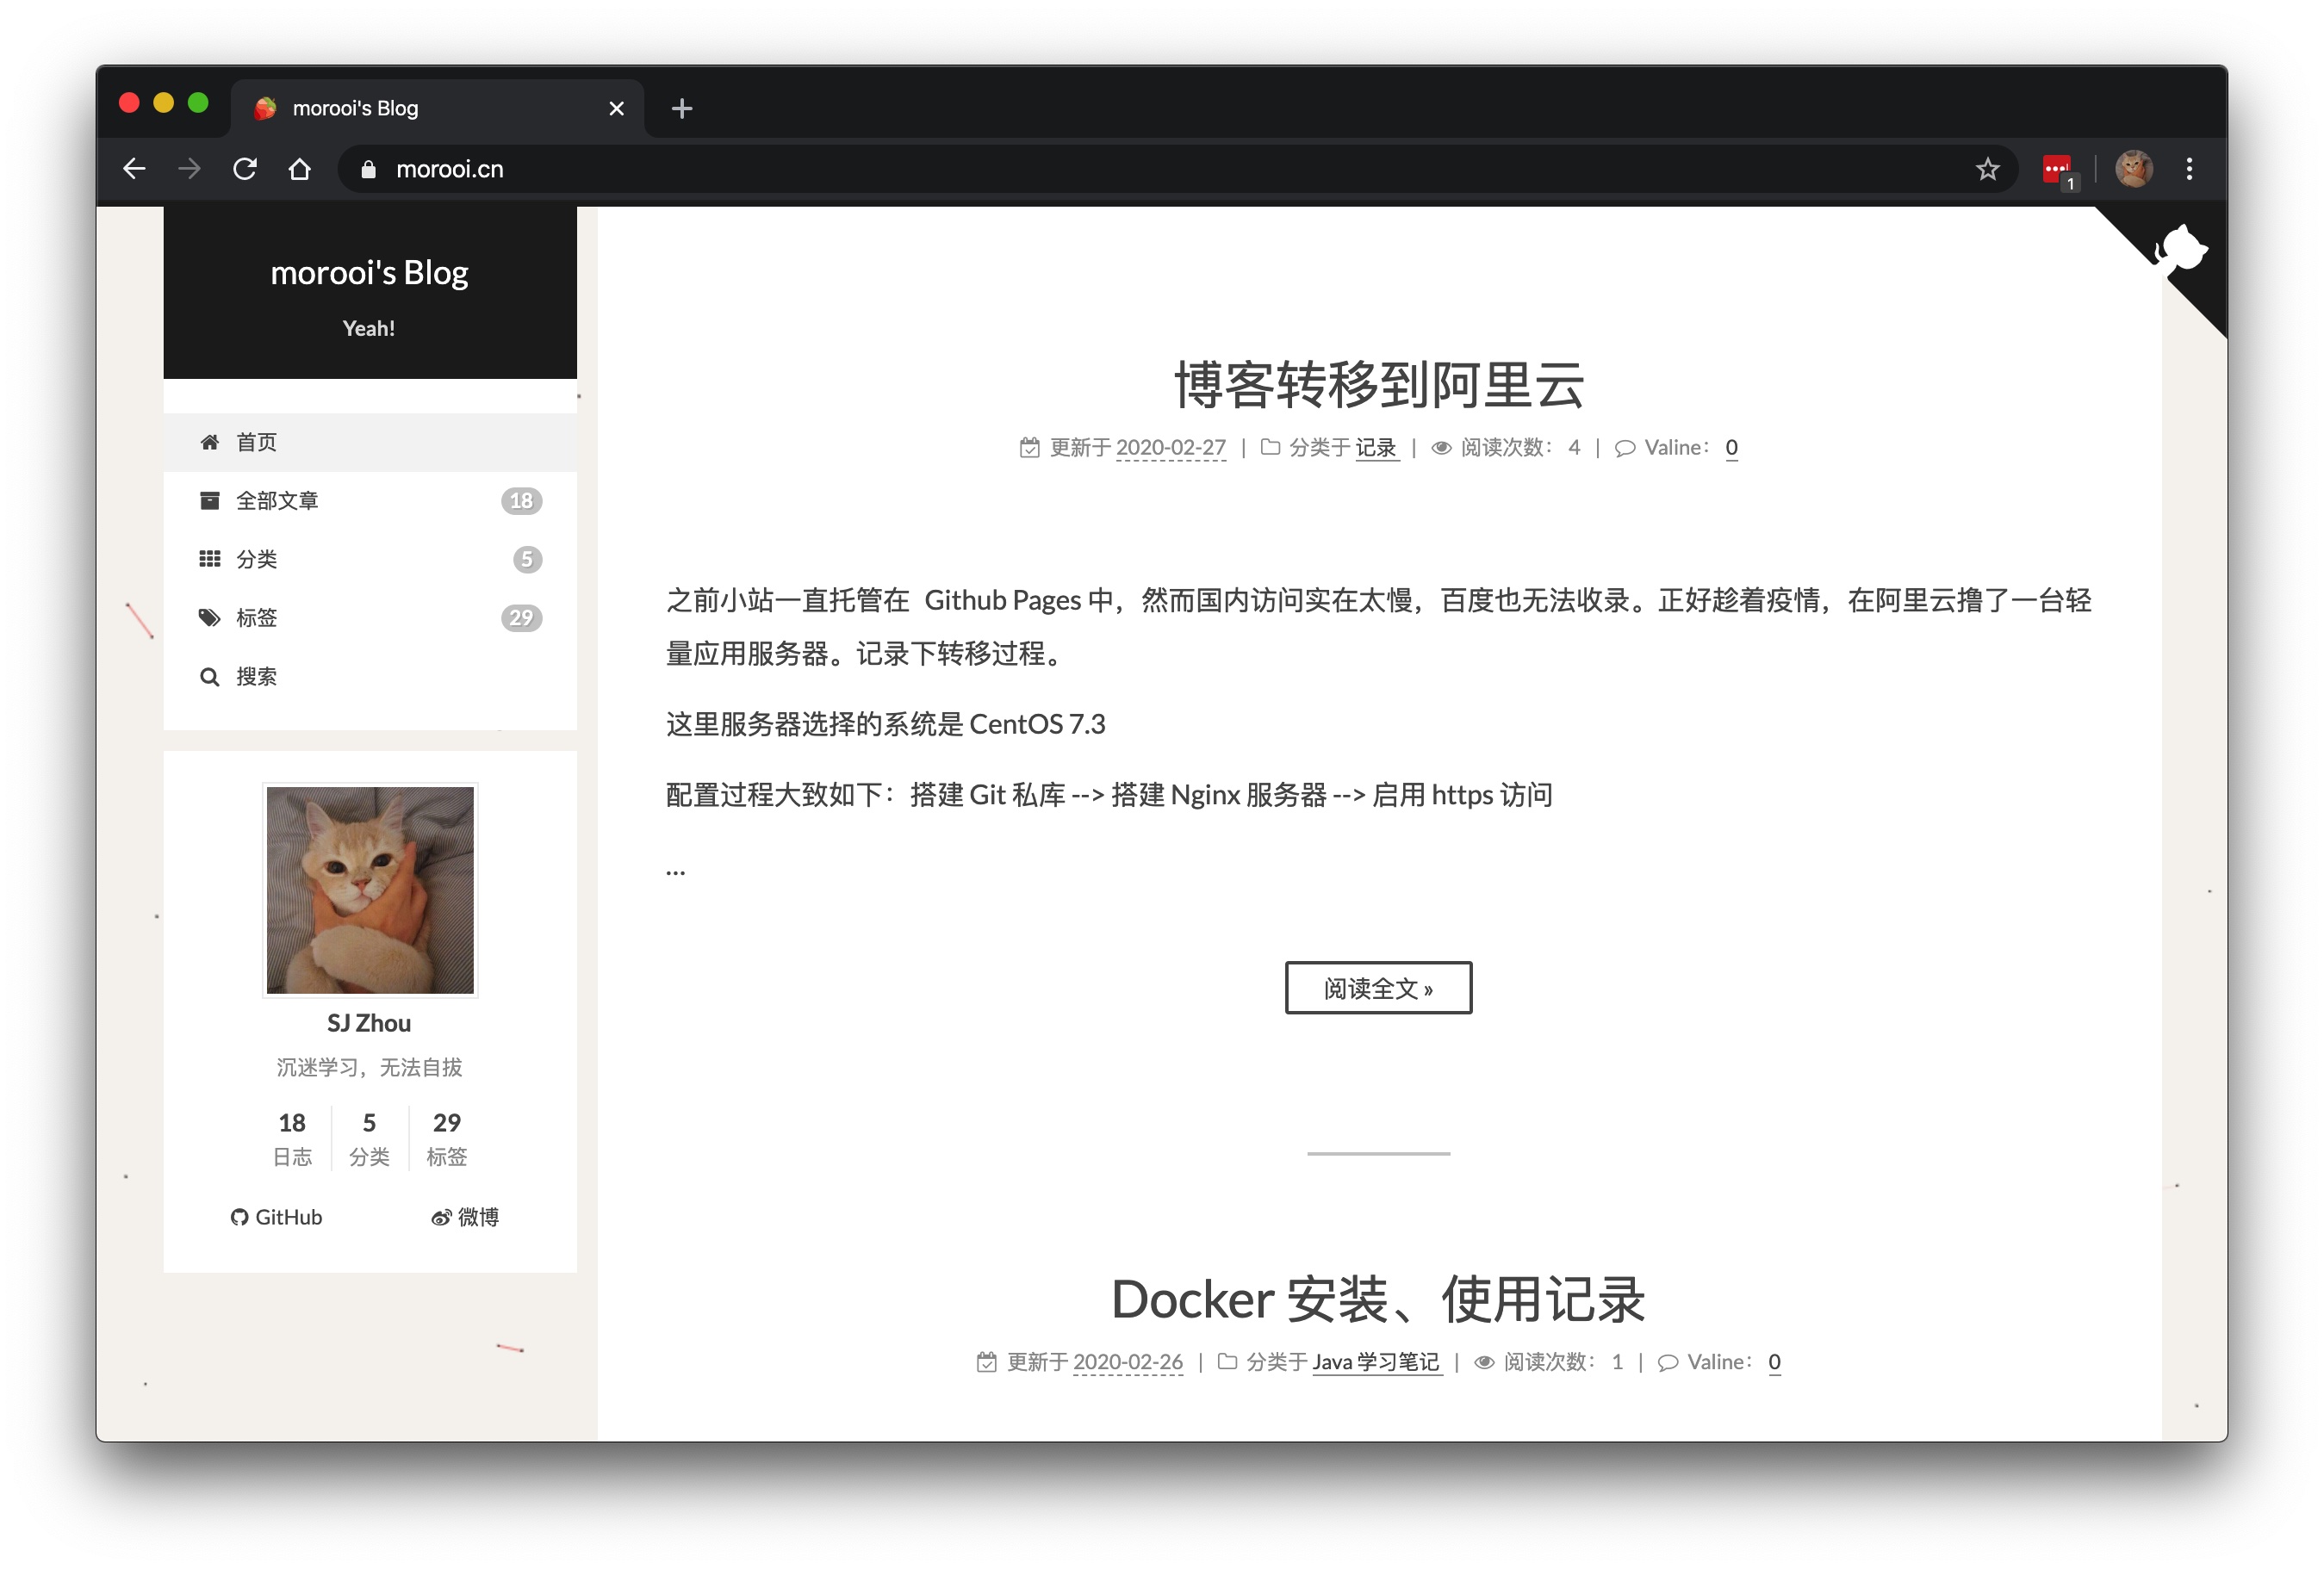 morooi's Blog
morooi.cn
1
morooi's Blog
Yeah!
首页
全部文章 18
分类 5
标签 29
搜索
SJ Zhou
沉迷学习，无法自拔
18 5 29
日志 分类 标签
GitHub 微博
博客转移到阿里云
更新于 2020-02-27 | 分类于 记录 | 阅读次数： 4 | Valine： 0
之前小站一直托管在 Github Pages 中，然而国内访问实在太慢，百度也无法收录。正好趁着疫情，在阿里云撸了一台轻
量应用服务器。记录下转移过程。
这里服务器选择的系统是 CentOS 7.3
配置过程大致如下：搭建 Git 私库 --> 搭建 Nginx 服务器 --> 启用 https 访问
...
阅读全文 »
Docker 安装、使用记录
更新于 2020-02-26 | 分类于 Java 学习笔记 | 阅读次数： 1 | Valine： 0